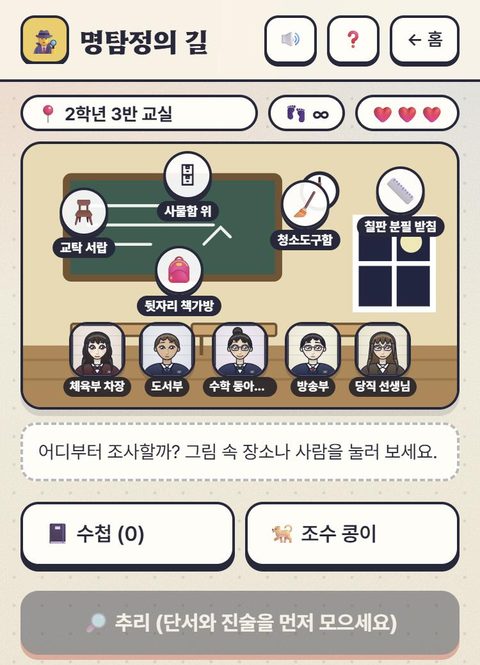 명탐정의 길
← 홈
2학년 3반 교실
∞
사물함 위
칠판 분필 받침
교탁 서랍
청소도구함
뒷자리 책가방
체육부 차장
도서부
수학 동아...
방송부
당직 선생님
어디부터 조사할까? 그림 속 장소나 사람을 눌러 보세요.
수첩 (0)
조수 콩이
추리 (단서와 진술을 먼저 모으세요)